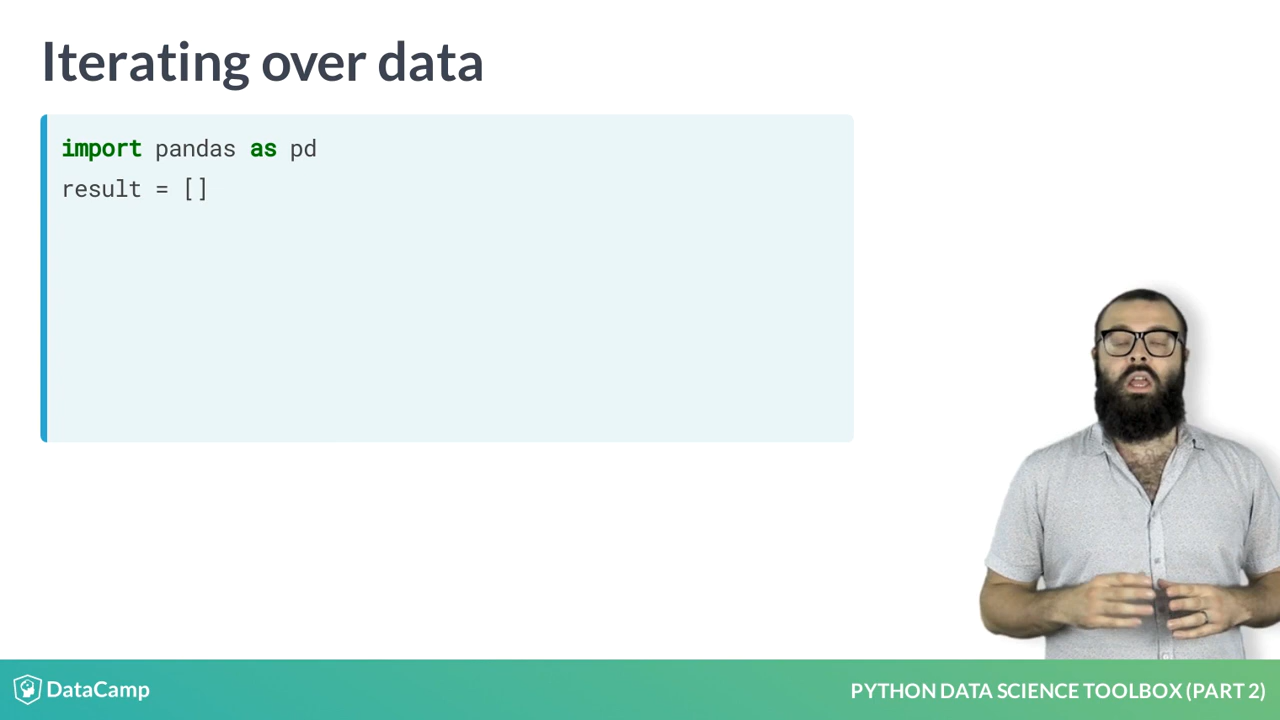 Iterating over data
import pandas as pd
result = []
DataCamp
PYTHON DATA SCIENCE TOOLBOX (PART 2)